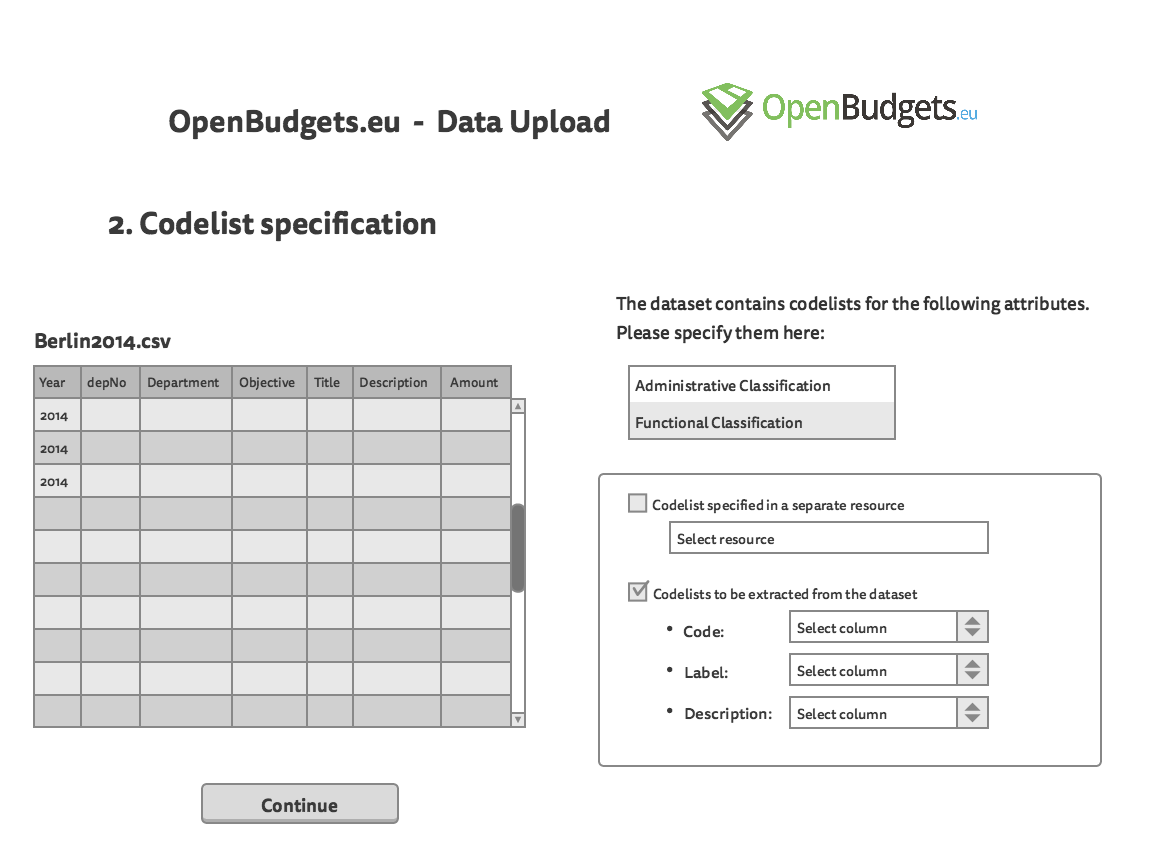 OpenBudgets.eu - Data Upload
OpenBudgets.eu
2. Codelist specification
The dataset contains codelists for the following attributes.
Please specify them here:
Berlin2014.csv
Year depNo Department Objective Title Description Amount
2014
2014
2014
Administrative Classification
Functional Classification
Codelist specified in a separate resource
Select resource
Codelists to be extracted from the dataset
• Code: Select column
• Label: Select column
• Description: Select column
Continue